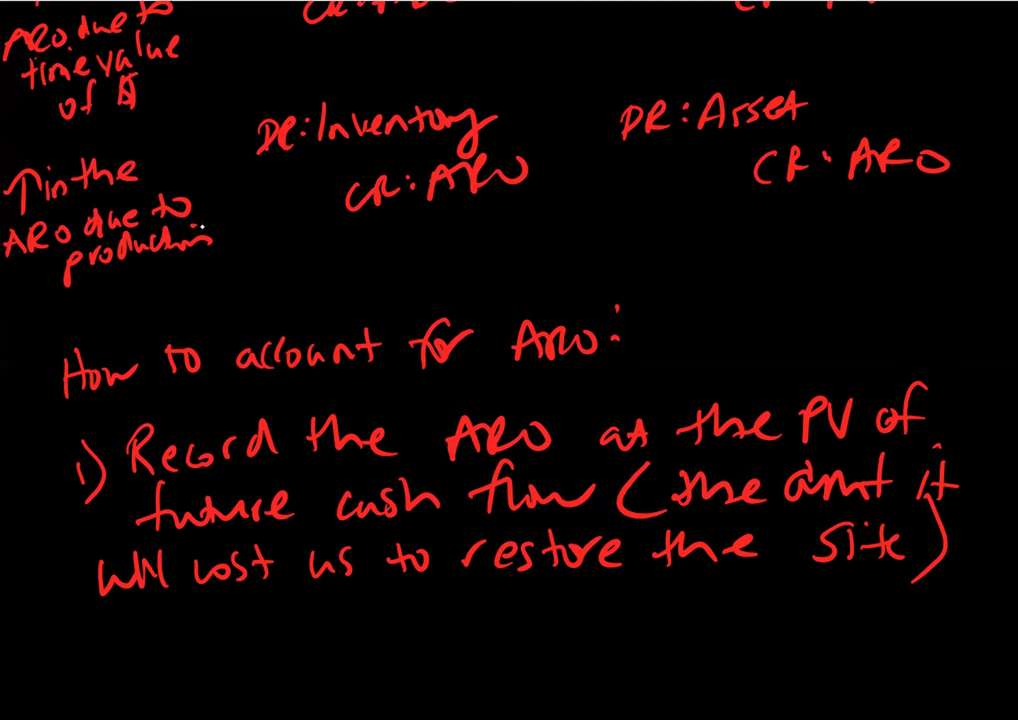 ARO due to
time value
of $
DR: Inventory
CR: ARO
DR: Asset
CR: ARO
↑ in the
ARO due to
production
How to account for ARO:
1) Record the ARO at the PV of
future cash flow (the amt it
will cost us to restore the site)